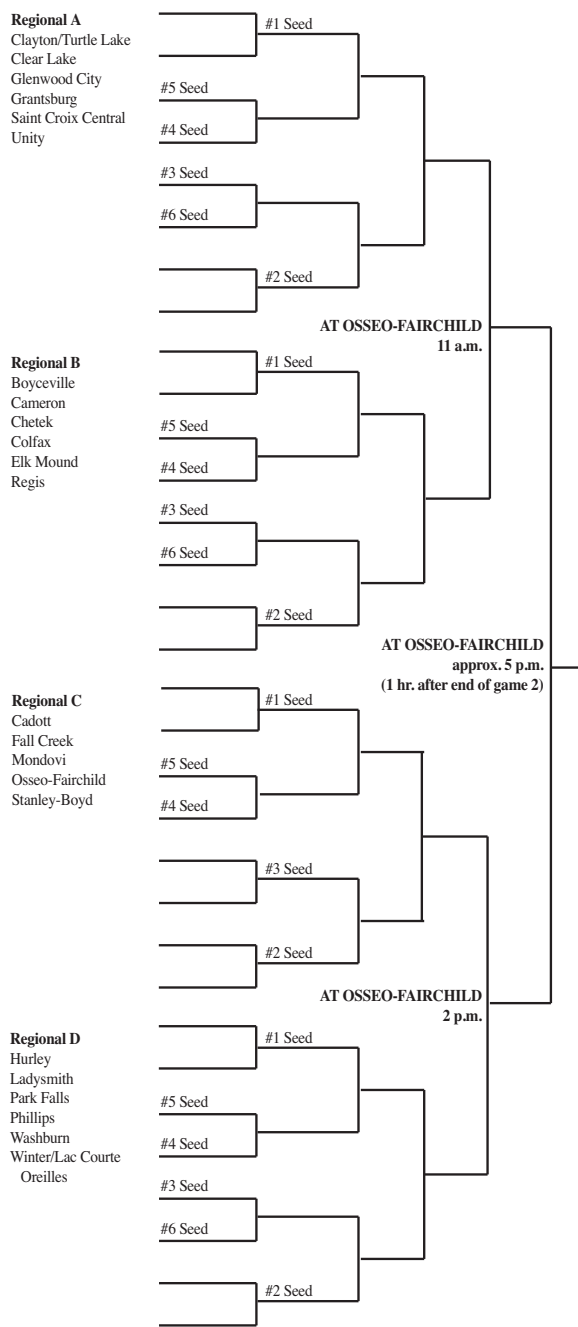 Regional A
Clayton/Turtle Lake
Clear Lake
Glenwood City
Grantsburg
Saint Croix Central
Unity
#1 Seed
#5 Seed
#4 Seed
#3 Seed
#6 Seed
#2 Seed
AT OSSEO-FAIRCHILD
11 a.m.
Regional B
Boyceville
Cameron
Chetek
Colfax
Elk Mound
Regis
#1 Seed
#5 Seed
#4 Seed
#3 Seed
#6 Seed
#2 Seed
AT OSSEO-FAIRCHILD
approx. 5 p.m.
(1 hr. after end of game 2)
Regional C
Cadott
Fall Creek
Mondovi
Osseo-Fairchild
Stanley-Boyd
#1 Seed
#5 Seed
#4 Seed
#3 Seed
#2 Seed
AT OSSEO-FAIRCHILD
2 p.m.
Regional D
Hurley
Ladysmith
Park Falls
Phillips
Washburn
Winter/Lac Courte
Oreilles
#1 Seed
#5 Seed
#4 Seed
#3 Seed
#6 Seed
#2 Seed